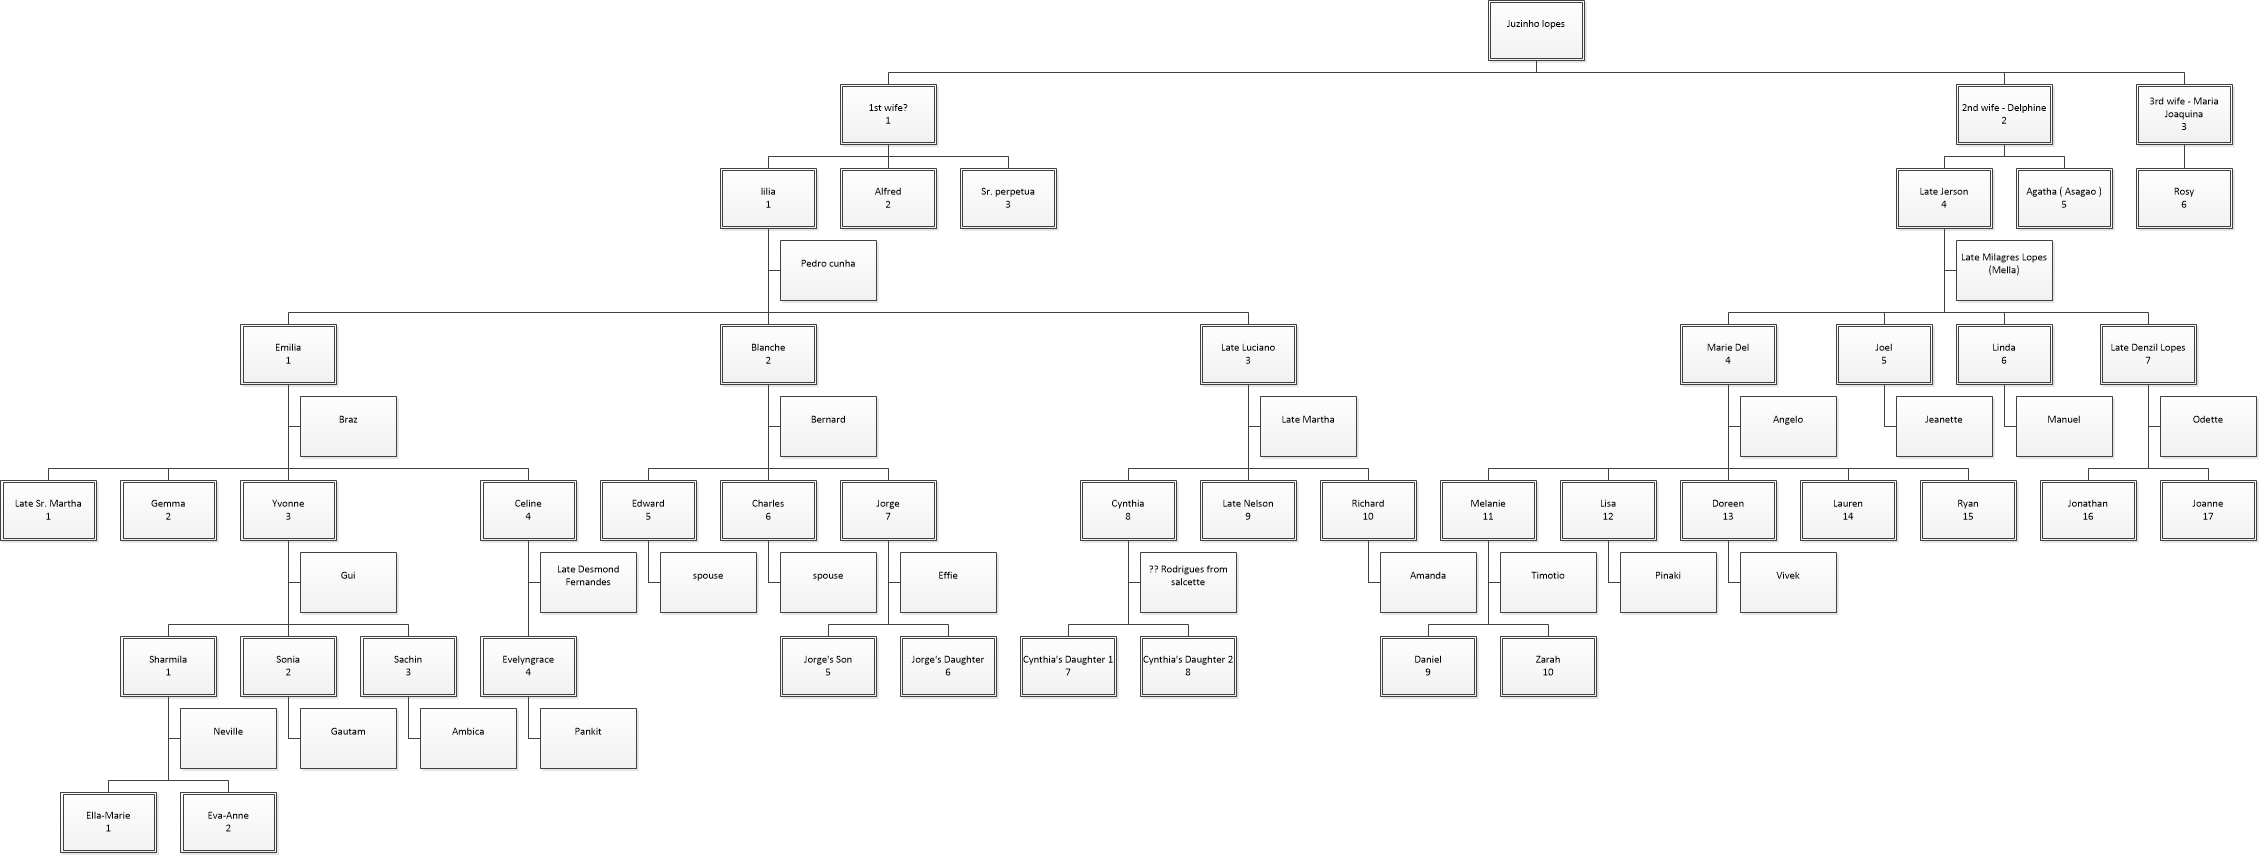 Juzinho lopes
1st wife?
1
2nd wife - Delphine
2
3rd wife - Maria
Joaquina
3
lilia
1
Alfred
2
Sr. perpetua
3
Late Jerson
4
Agatha ( Asagao )
5
Rosy
6
Pedro cunha
Late Milagres Lopes
(Mella)
Emilia
1
Blanche
2
Late Luciano
3
Marie Del
4
Joel
5
Linda
6
Late Denzil Lopes
7
Braz
Bernard
Late Martha
Angelo
Jeanette
Manuel
Odette
Late Sr. Martha
1
Gemma
2
Yvonne
3
Celine
4
Edward
5
Charles
6
Jorge
7
Cynthia
8
Late Nelson
9
Richard
10
Melanie
11
Lisa
12
Doreen
13
Lauren
14
Ryan
15
Jonathan
16
Joanne
17
Gui
Late Desmond
Fernandes
spouse
spouse
Effie
?? Rodrigues from
salcette
Amanda
Timotio
Pinaki
Vivek
Sharmila
1
Sonia
2
Sachin
3
Evelyngrace
4
Jorge's Son
5
Jorge's Daughter
6
Cynthia's Daughter 1
7
Cynthia's Daughter 2
8
Daniel
9
Zarah
10
Neville
Gautam
Ambica
Pankit
Ella-Marie
1
Eva-Anne
2